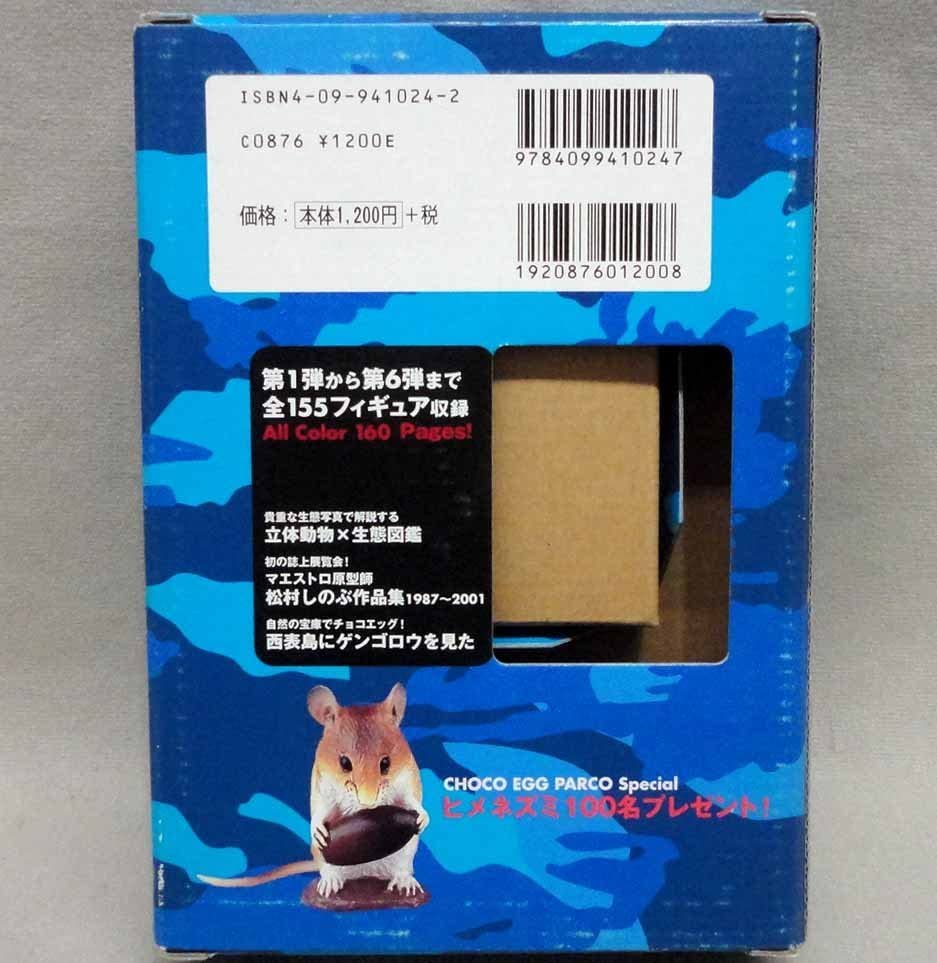 ISBN4-09-941024-2
C0876 ¥1200E
9784099410247
価格：本体1,200円＋税
1920876012008
第1弾から第6弾まで
全155フィギュア収録
All Color 160 Pages!
貴重な生態写真で解説する
立体動物×生態図鑑
初の誌上展覧会！
マエストロ原型師
松村しのぶ作品集1987〜2001
自然の宝庫でチョコエッグ！
西表島にゲンゴロウを見た
CHOCO EGG PARCO Special
ヒメネズミ100名プレゼント！